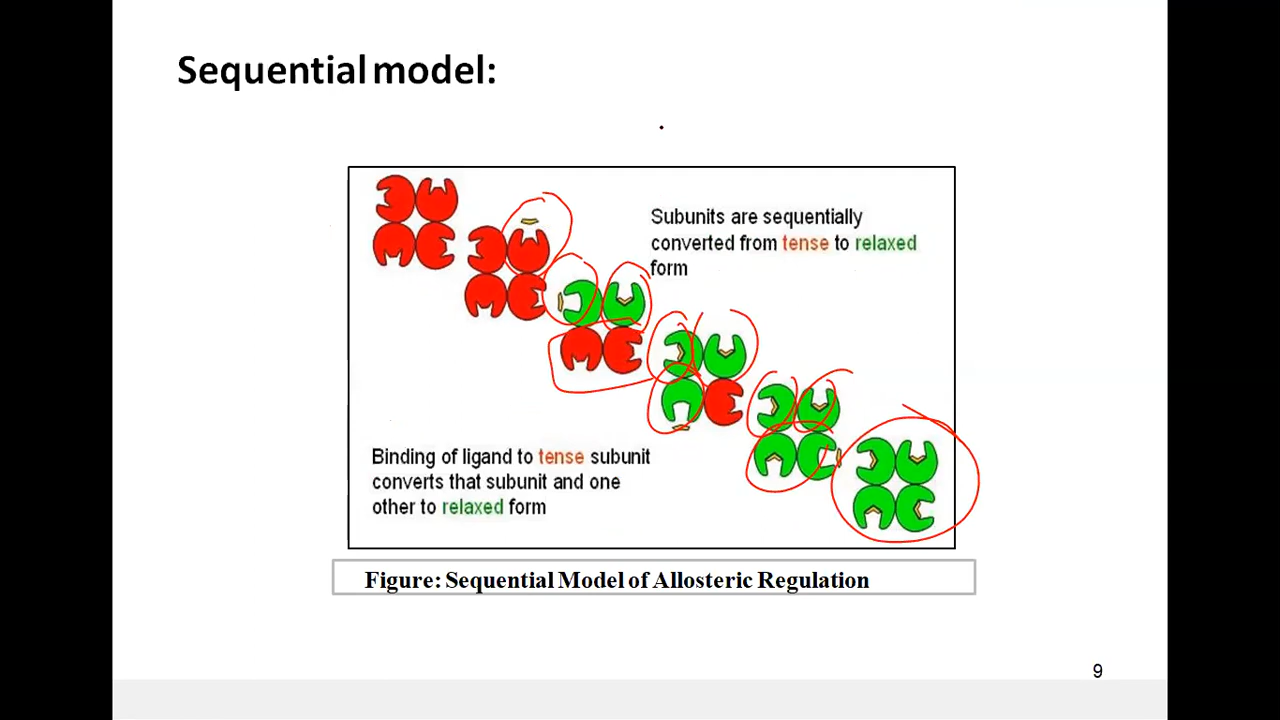 Sequential model:
Subunits are sequentially
converted from tense to relaxed
form
Binding of ligand to tense subunit
converts that subunit and one
other to relaxed form
Figure: Sequential Model of Allosteric Regulation
9